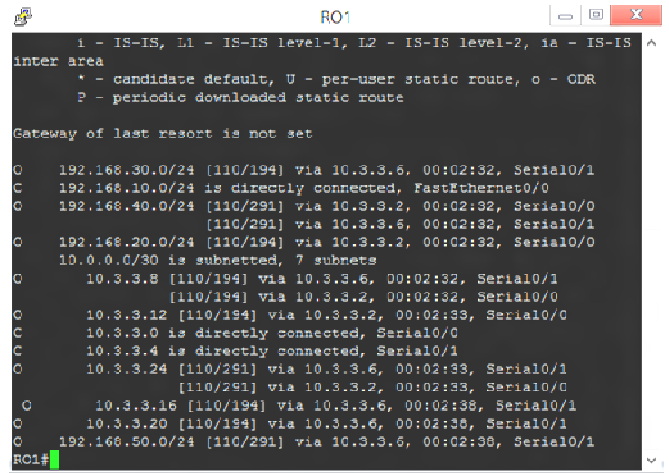 RO1
i - IS-IS, L1 - IS-IS level-1, L2 - IS-IS level-2, ia - IS-IS
inter area
* - candidate default, U - per-user static route, o - ODR
P - periodic downloaded static route
Gateway of last resort is not set
O 192.168.30.0/24 [110/194] via 10.3.3.6, 00:02:32, Serial0/1
C 192.168.10.0/24 is directly connected, FastEthernet0/0
O 192.168.40.0/24 [110/291] via 10.3.3.2, 00:02:32, Serial0/0
[110/291] via 10.3.3.6, 00:02:32, Serial0/1
O 192.168.20.0/24 [110/194] via 10.3.3.2, 00:02:32, Serial0/0
10.0.0.0/30 is subnetted, 7 subnets
O 10.3.3.8 [110/194] via 10.3.3.6, 00:02:32, Serial0/1
[110/194] via 10.3.3.2, 00:02:32, Serial0/0
O 10.3.3.12 [110/194] via 10.3.3.2, 00:02:33, Serial0/0
C 10.3.3.0 is directly connected, Serial0/0
C 10.3.3.4 is directly connected, Serial0/1
O 10.3.3.24 [110/291] via 10.3.3.6, 00:02:33, Serial0/1
[110/291] via 10.3.3.2, 00:02:33, Serial0/0
O 10.3.3.16 [110/194] via 10.3.3.6, 00:02:38, Serial0/1
O 10.3.3.20 [110/194] via 10.3.3.6, 00:02:38, Serial0/1
O 192.168.50.0/24 [110/291] via 10.3.3.6, 00:02:38, Serial0/1
RO1#